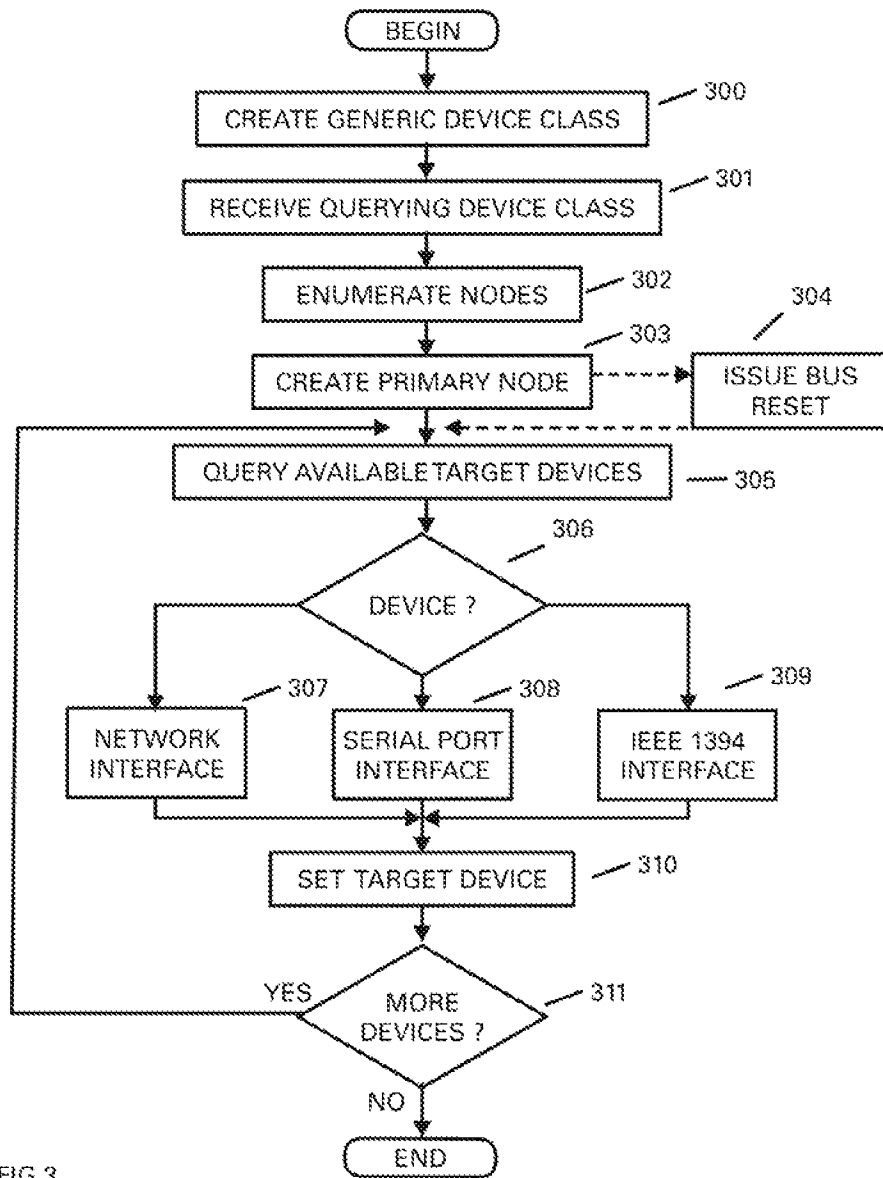 BEGIN
300
CREATE GENERIC DEVICE CLASS
301
RECEIVE QUERYING DEVICE CLASS
302
ENUMERATE NODES
303
304
CREATE PRIMARY NODE
ISSUE BUS
RESET
QUERY AVAILABLE TARGET DEVICES
305
306
DEVICE ?
307
308
309
NETWORK
INTERFACE
SERIAL PORT
INTERFACE
IEEE 1394
INTERFACE
SET TARGET DEVICE
310
YES
MORE
DEVICES ?
311
NO
END
FIG 3